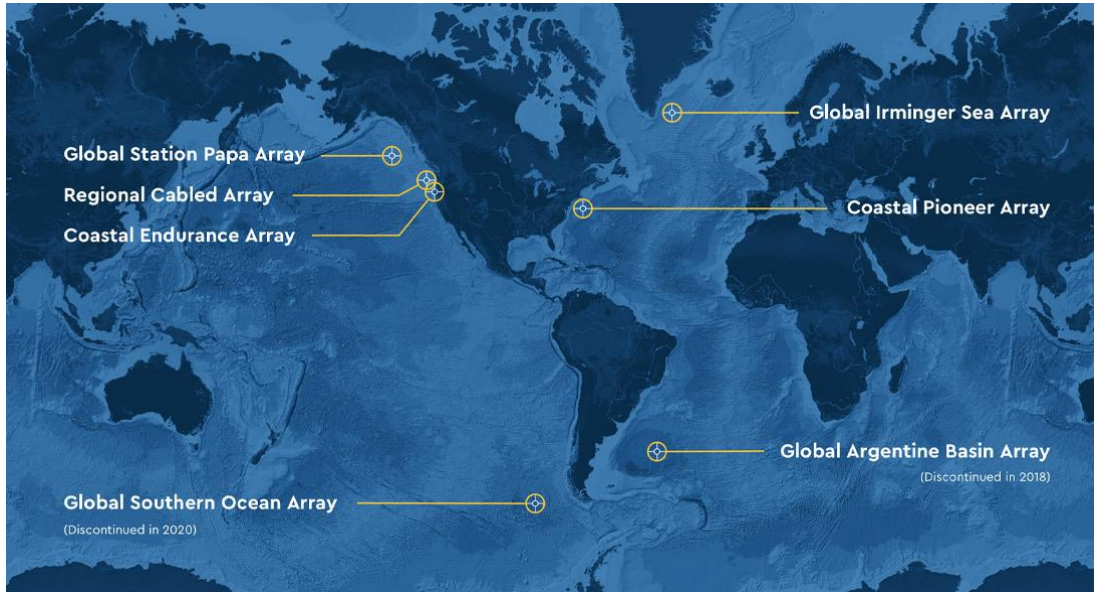 Global Irminger Sea Array
Global Station Papa Array
Regional Cabled Array
Coastal Pioneer Array
Coastal Endurance Array
Global Argentine Basin Array
(Discontinued in 2018)
Global Southern Ocean Array
(Discontinued in 2020)